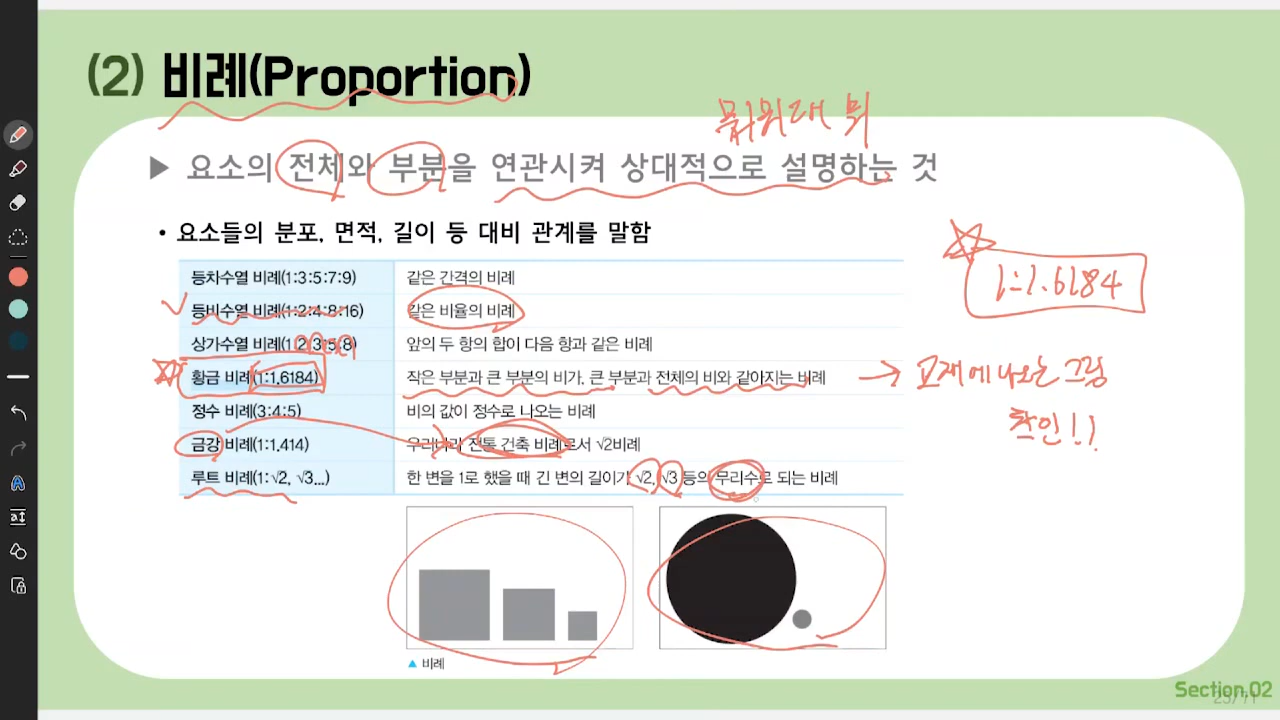 (2) 비례(Proportion)
뭐뭐대 뭐
▶ 요소의 전체와 부분을 연관시켜 상대적으로 설명하는 것
• 요소들의 분포, 면적, 길이 등 대비 관계를 말함
등차수열 비례(1:3:5:7:9) 같은 간격의 비례
등비수열 비례(1:2:4:8:16) 같은 비율의 비례
상가수열 비례(1:2:3:5:8) 앞의 두 항의 합이 다음 항과 같은 비례
황금 비례(1:1.6184) 작은 부분과 큰 부분의 비가, 큰 부분과 전체의 비와 같아지는 비례
정수 비례(3:4:5) 비의 값이 정수로 나오는 비례
금강 비례(1:1.414) 우리나라 전통 건축 비례로서 √2비례
루트 비례(1:√2, √3...) 한 변을 1로 했을 때 긴 변의 길이가 √2, √3 등의 무리수로 되는 비례
1:1.6184
→ 교재에 나오는 그림
확인!!
▲ 비례
Section 02